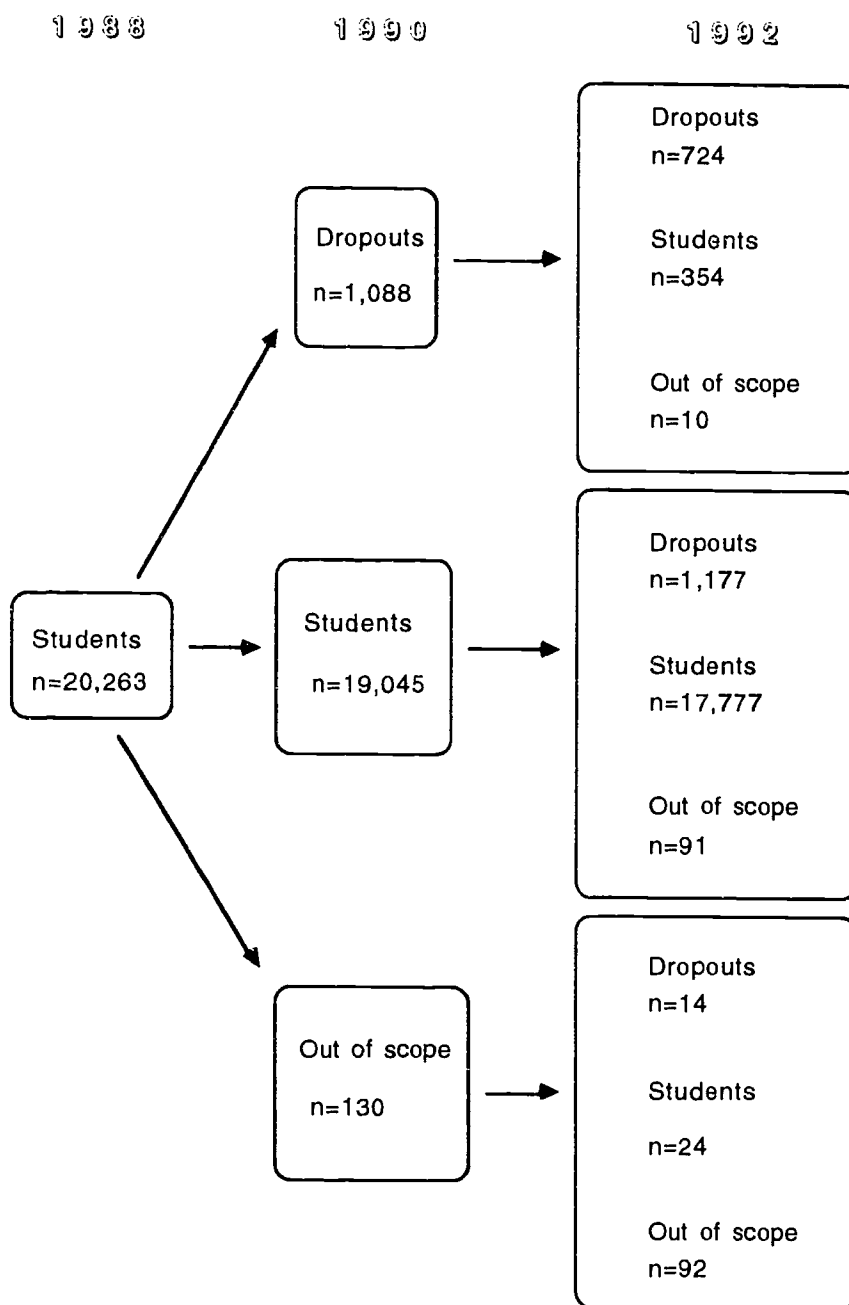 1988 1990 1992
Dropouts
n=724
Students
n=354
Out of scope
n=10
Dropouts
n=1,088
Dropouts
n=1,177
Students
n=17,777
Out of scope
n=91
Students
n=19,045
Students
n=20,263
Out of scope
n=130
Dropouts
n=14
Students
n=24
Out of scope
n=92